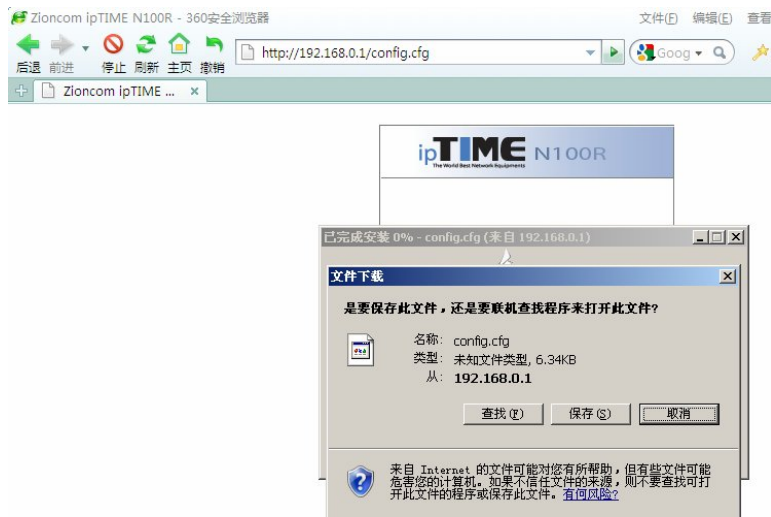 Zioncom ipTIME N100R - 360安全浏览器 文件(F) 编辑(E) 查看
后退 前进 停止 刷新 主页 撤销 http://192.168.0.1/config.cfg Goog
Zioncom ipTIME ...
ipTIME N100R
The World Best Network Equipments
已完成安装 0% - config.cfg (来自 192.168.0.1)
文件下载
是要保存此文件，还是要联机查找程序来打开此文件?
名称: config.cfg
类型: 未知文件类型, 6.34KB
从: 192.168.0.1
查找(F) 保存(S) 取消
来自 Internet 的文件可能对您有所帮助，但有些文件可能
危害您的计算机。如果不信任文件的来源，则不要查找可打
开此文件的程序或保存此文件。有何风险?